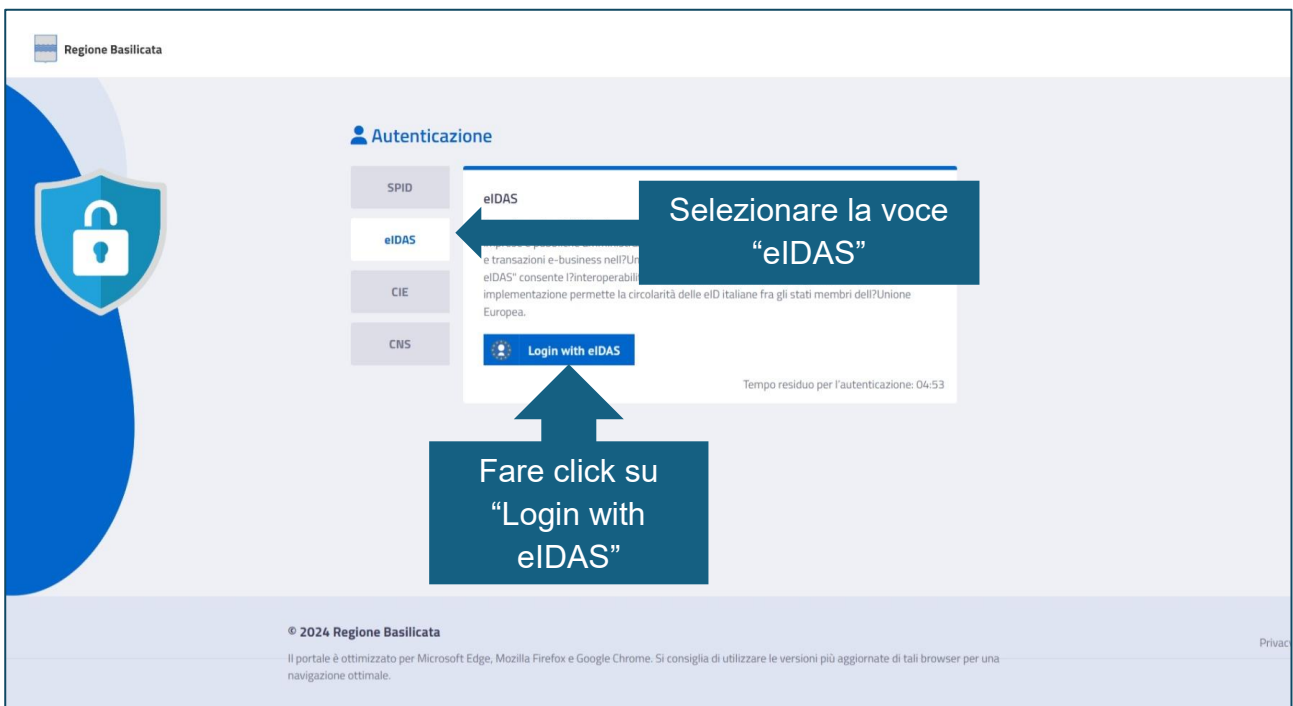 Regione Basilicata
Autenticazione
SPID
eIDAS
CIE
CNS
eIDAS
e transazioni e-business nell?Un
eIDAS" consente l?interoperabili
implementazione permette la circolarità delle eID italiane fra gli stati membri dell?Unione
Europea.
Login with eIDAS
Tempo residuo per l'autenticazione: 04:53
Selezionare la voce
“eIDAS”
Fare click su
“Login with
eIDAS”
© 2024 Regione Basilicata
Il portale è ottimizzato per Microsoft Edge, Mozilla Firefox e Google Chrome. Si consiglia di utilizzare le versioni più aggiornate di tali browser per una
navigazione ottimale.
Privacy